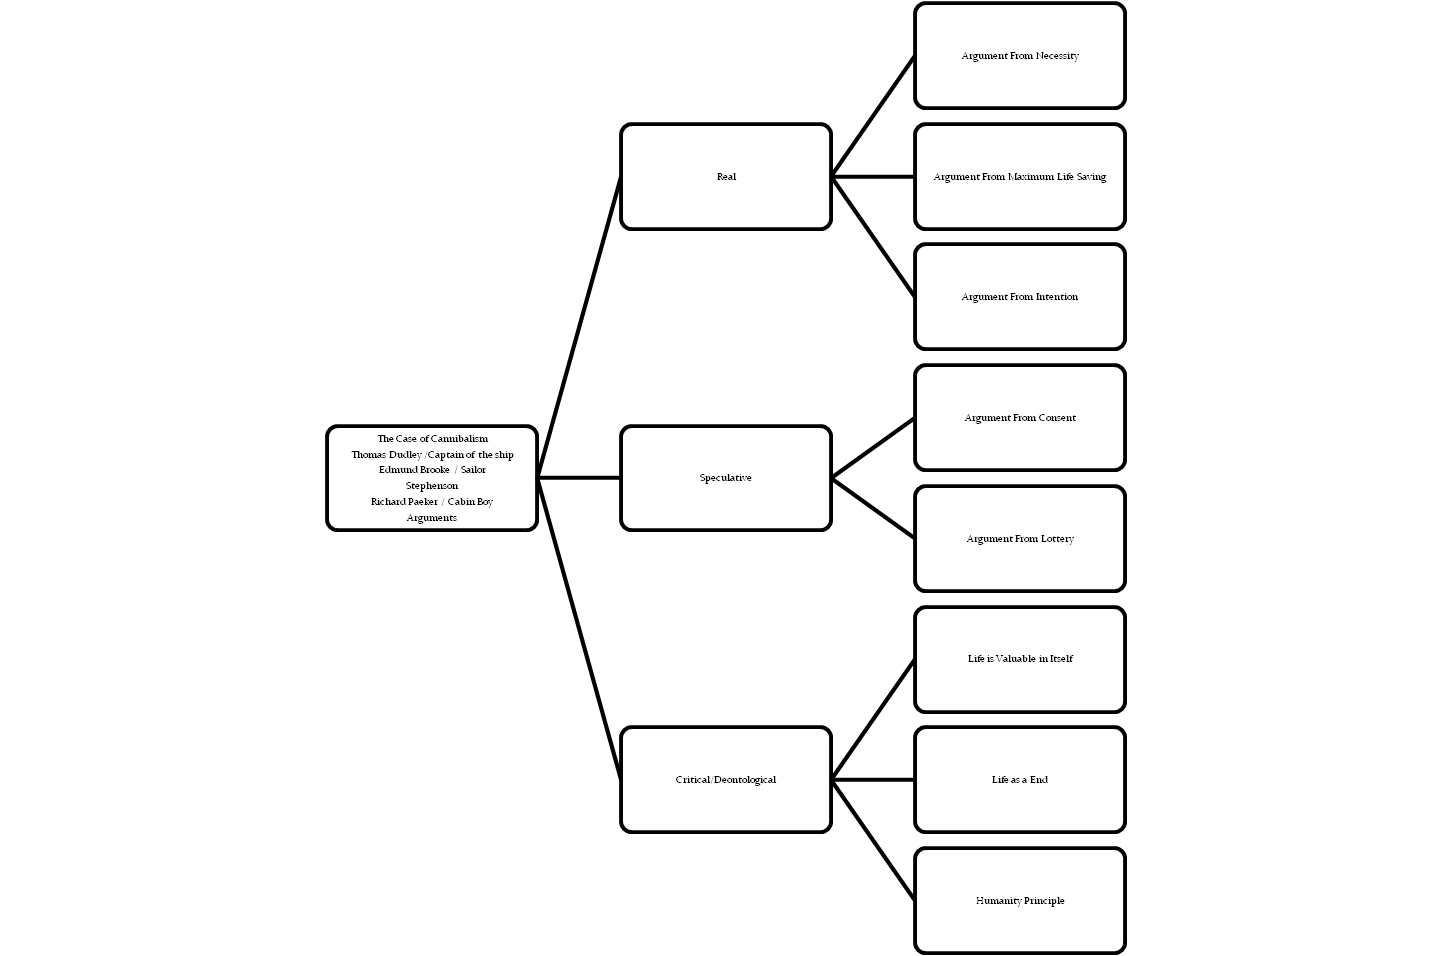 The Case of Cannibalism
Thomas Dudley /Captain of the ship
Edmund Brooke / Sailor
Stephenson
Richard Paeker / Cabin Boy
Arguments
Real
Argument From Necessity
Argument From Maximum Life Saving
Argument From Intention
Speculative
Argument From Consent
Argument From Lottery
Critical/Deontological
Life is Valuable in Itself
Life as a End
Humanity Principle